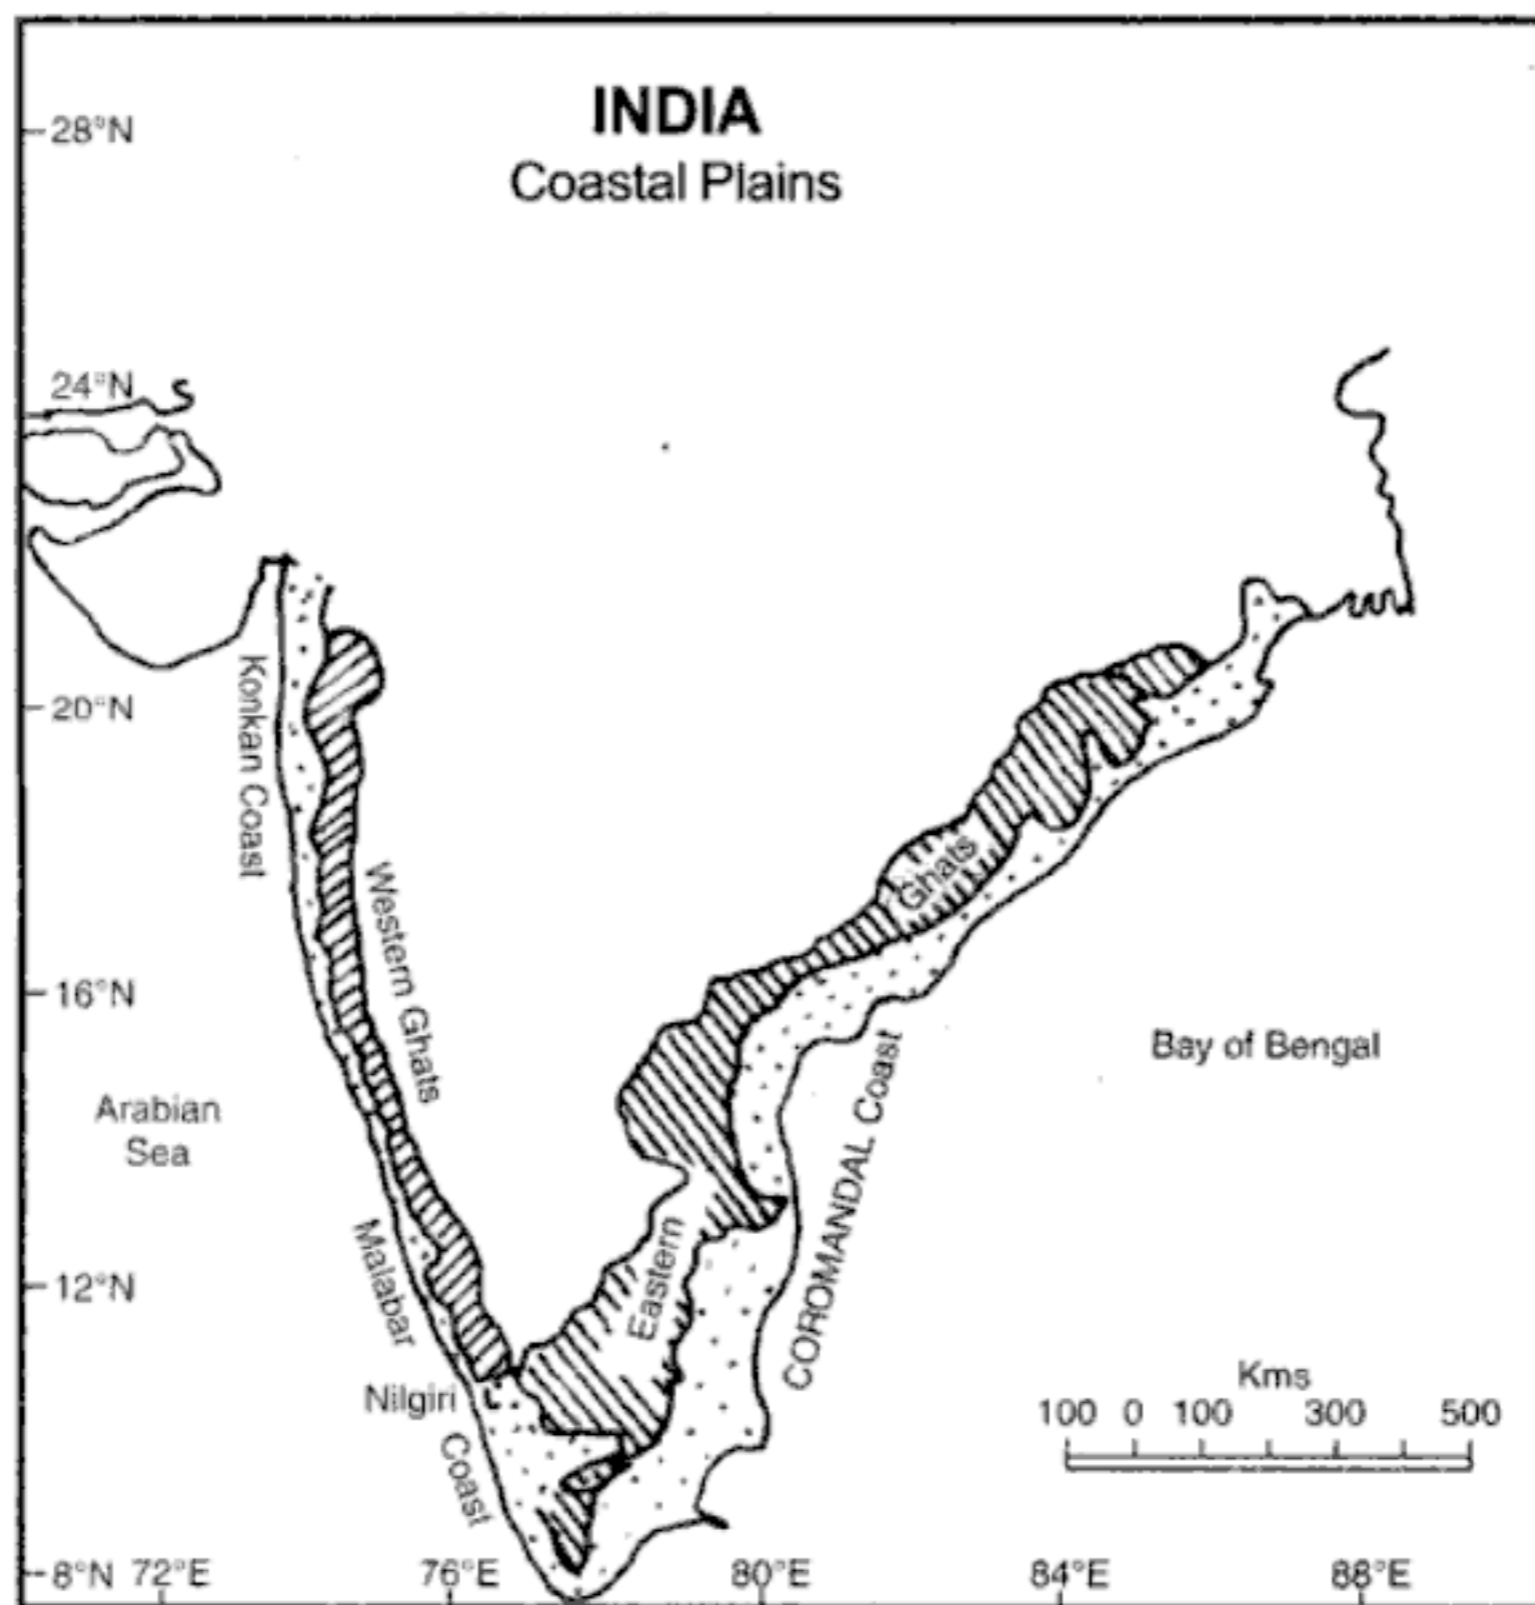 INDIA
Coastal Plains
28°N
24°N
20°N
16°N
12°N
8°N 72°E 76°E 80°E 84°E 88°E
Konkan Coast
Western Ghats
Arabian
Sea
Malabar
Coast
Nilgiri
Eastern
Ghats
COROMANDAL Coast
Bay of Bengal
Kms
100 0 100 300 500